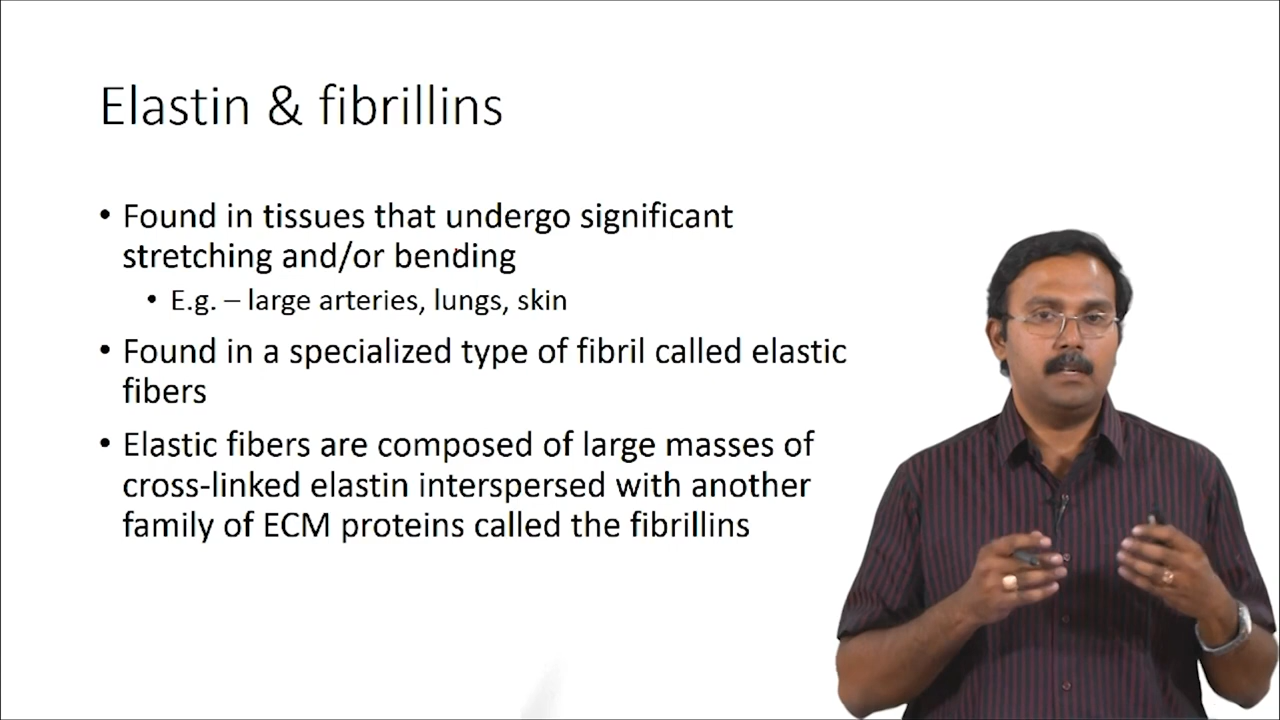 Elastin & fibrillins
• Found in tissues that undergo significant
stretching and/or bending
• E.g. – large arteries, lungs, skin
• Found in a specialized type of fibril called elastic
fibers
• Elastic fibers are composed of large masses of
cross-linked elastin interspersed with another
family of ECM proteins called the fibrillins